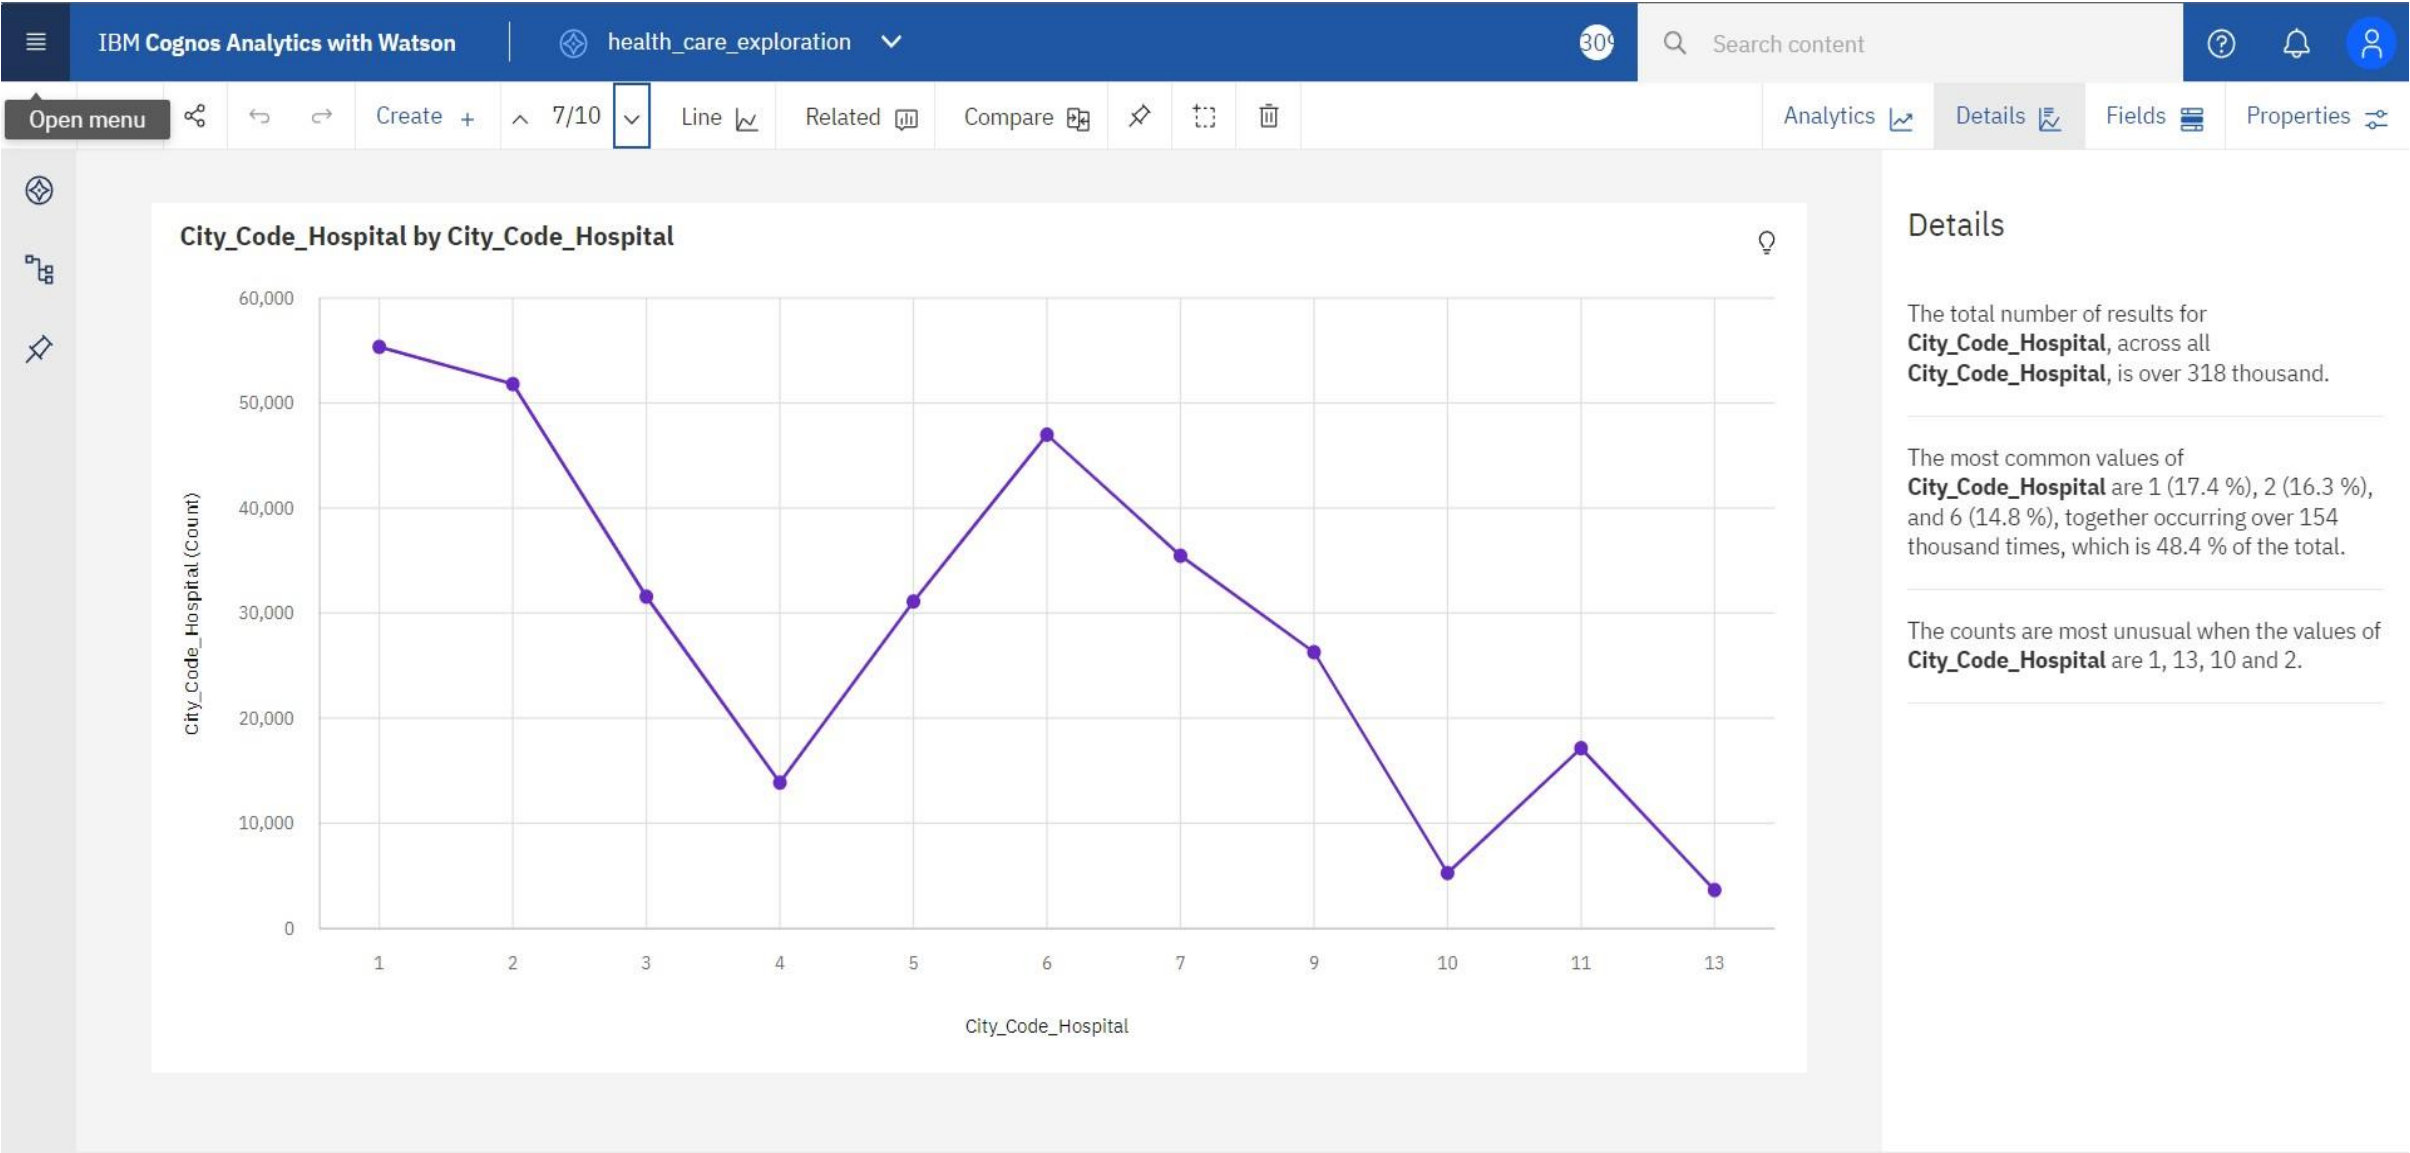 IBM Cognos Analytics with Watson
health_care_exploration
Search content
Open menu
Create +
7/10
Line
Related
Compare
Analytics
Details
Fields
Properties
City_Code_Hospital by City_Code_Hospital
60,000
50,000
40,000
30,000
20,000
10,000
0
City_Code_Hospital (Count)
1 2 3 4 5 6 7 9 10 11 13
City_Code_Hospital
Details
The total number of results for
City_Code_Hospital, across all
City_Code_Hospital, is over 318 thousand.
The most common values of
City_Code_Hospital are 1 (17.4 %), 2 (16.3 %),
and 6 (14.8 %), together occurring over 154
thousand times, which is 48.4 % of the total.
The counts are most unusual when the values of
City_Code_Hospital are 1, 13, 10 and 2.